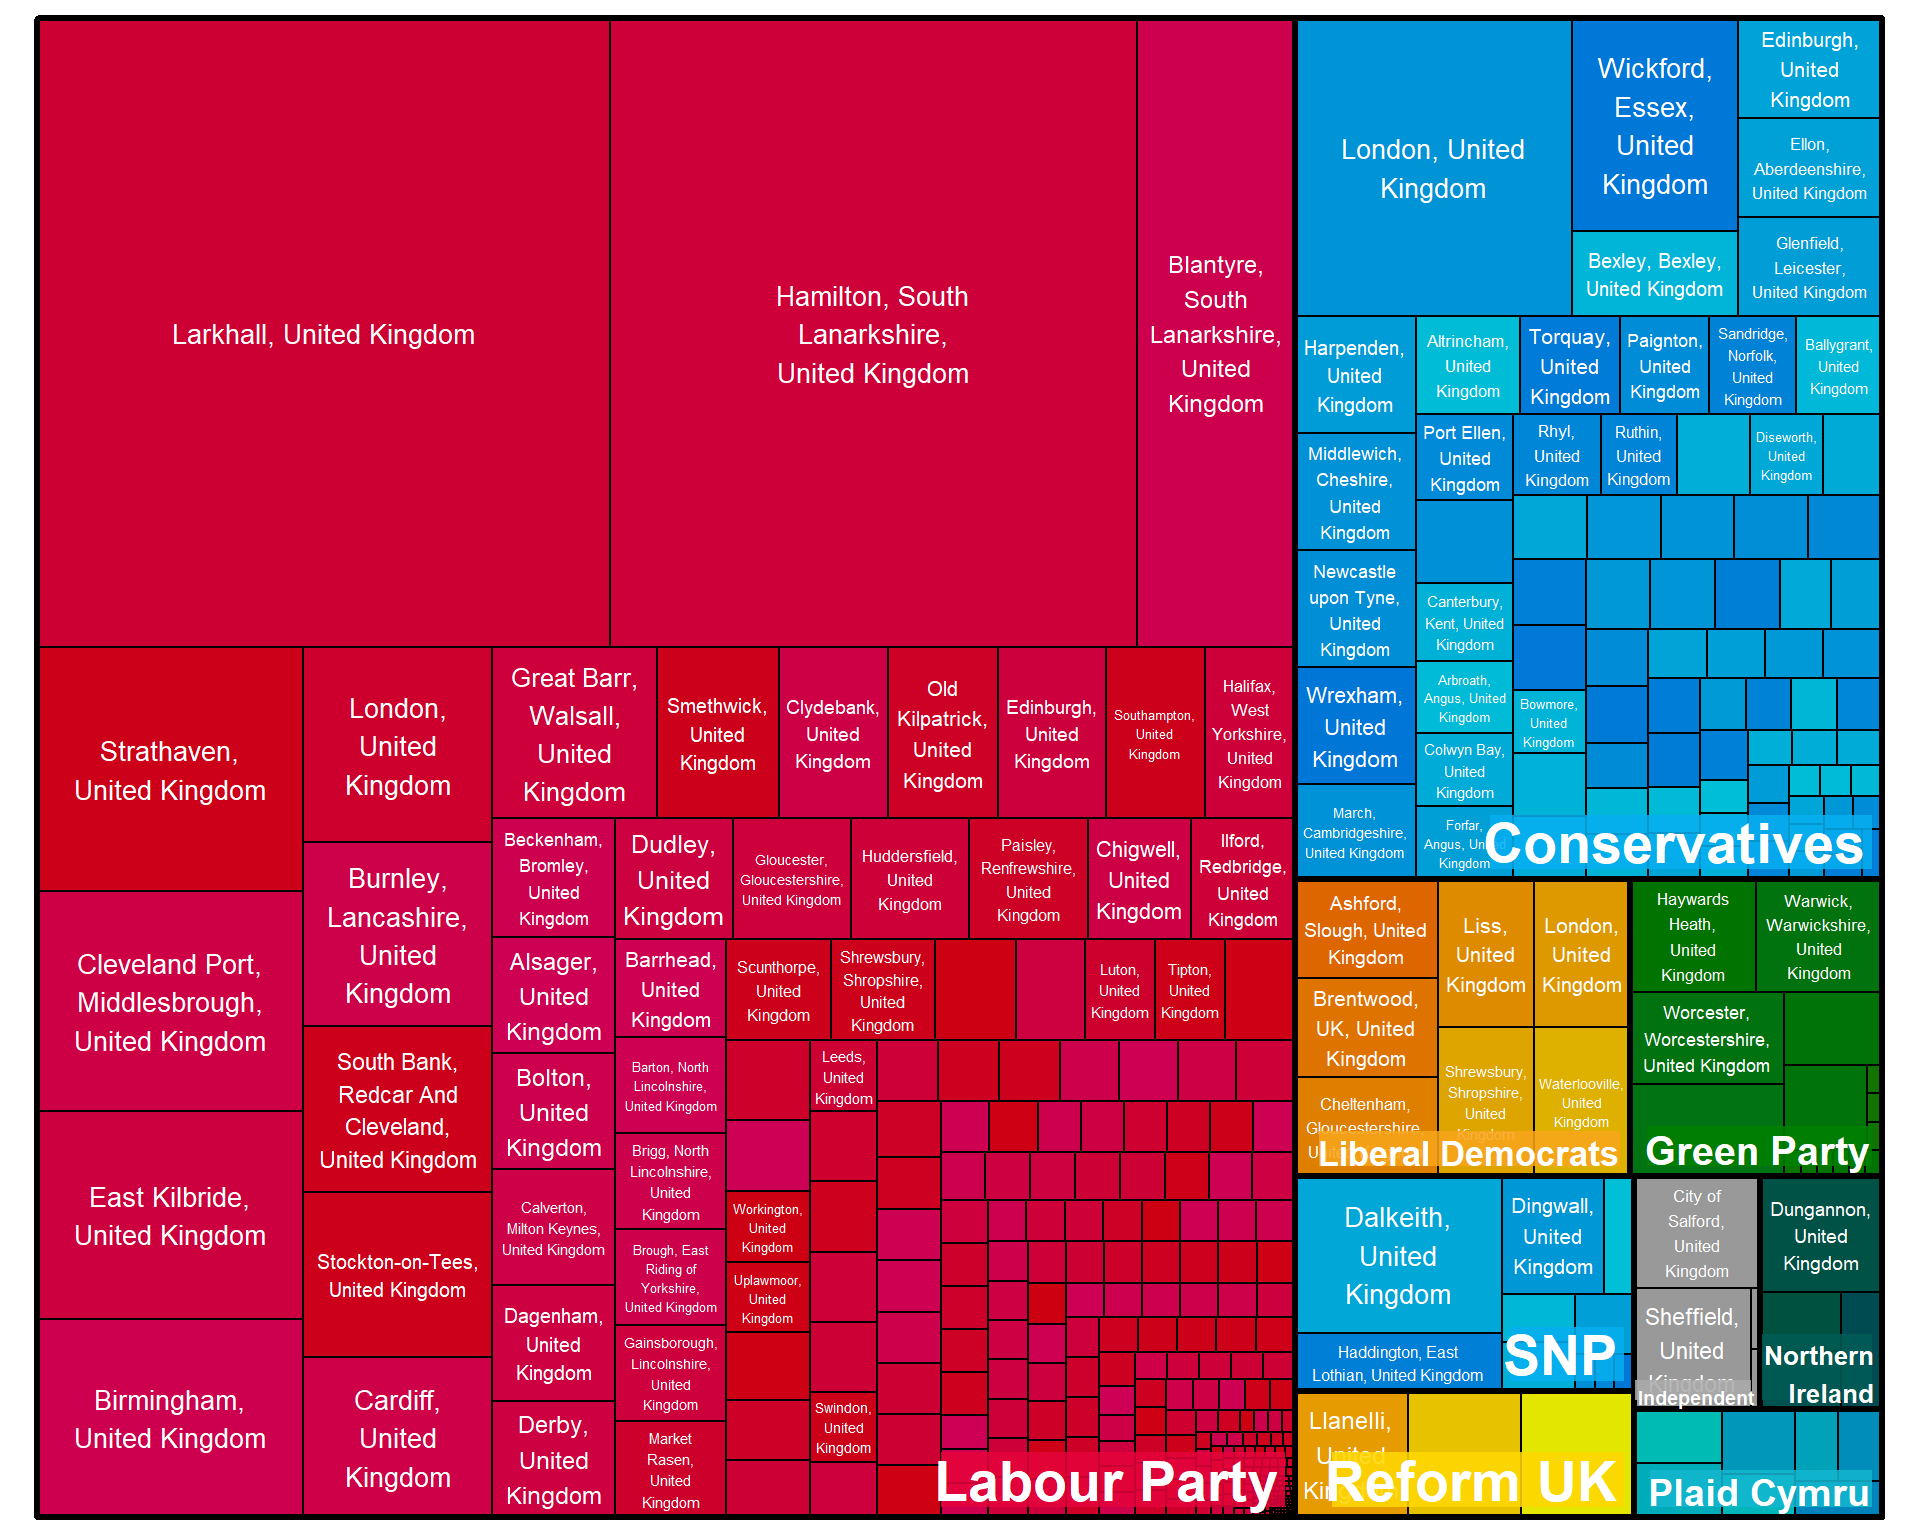 Larkhall, United Kingdom
Hamilton, South
Lanarkshire,
United Kingdom
Blantyre,
South
Lanarkshire,
United
Kingdom
Strathaven,
United Kingdom
Cleveland Port,
Middlesbrough,
United Kingdom
East Kilbride,
United Kingdom
Birmingham,
United Kingdom
London,
United
Kingdom
Burnley,
Lancashire,
United
Kingdom
South Bank,
Redcar And
Cleveland,
United Kingdom
Stockton-on-Tees,
United Kingdom
Cardiff,
United
Kingdom
Great Barr,
Walsall,
United
Kingdom
Smethwick,
United
Kingdom
Clydebank,
United
Kingdom
Old
Kilpatrick,
United
Kingdom
Edinburgh,
United
Kingdom
Southampton,
United
Kingdom
Halifax,
West
Yorkshire,
United
Kingdom
Beckenham,
Bromley,
United
Kingdom
Alsager,
United
Kingdom
Bolton,
United
Kingdom
Calverton,
Milton Keynes,
United Kingdom
Dagenham,
United
Kingdom
Derby,
United
Kingdom
Dudley,
United
Kingdom
Gloucester,
Gloucestershire,
United Kingdom
Huddersfield,
United
Kingdom
Paisley,
Renfrewshire,
United
Kingdom
Chigwell,
United
Kingdom
Ilford,
Redbridge,
United
Kingdom
Barrhead,
United
Kingdom
Barton, North
Lincolnshire,
United Kingdom
Brigg, North
Lincolnshire,
United
Kingdom
Brough, East
Riding of
Yorkshire,
United Kingdom
Gainsborough,
Lincolnshire,
United
Kingdom
Market
Rasen,
United
Kingdom
Scunthorpe,
United
Kingdom
Shrewsbury,
Shropshire,
United
Kingdom
Luton,
United
Kingdom
Tipton,
United
Kingdom
Leeds,
United
Kingdom
Workington,
United
Kingdom
Uplawmoor,
United
Kingdom
Swindon,
United
Kingdom
Labour Party
London, United
Kingdom
Wickford,
Essex,
United
Kingdom
Bexley, Bexley,
United Kingdom
Edinburgh,
United
Kingdom
Ellon,
Aberdeenshire,
United Kingdom
Glenfield,
Leicester,
United Kingdom
Harpenden,
United
Kingdom
Middlewich,
Cheshire,
United
Kingdom
Newcastle
upon Tyne,
United
Kingdom
Wrexham,
United
Kingdom
March,
Cambridgeshire,
United Kingdom
Altrincham,
United
Kingdom
Torquay,
United
Kingdom
Paignton,
United
Kingdom
Sandridge,
Norfolk,
United
Kingdom
Ballygrant,
United
Kingdom
Port Ellen,
United
Kingdom
Rhyl,
United
Kingdom
Ruthin,
United
Kingdom
Diseworth,
United
Kingdom
Canterbury,
Kent, United
Kingdom
Arbroath,
Angus, United
Kingdom
Bowmore,
United
Kingdom
Colwyn Bay,
United
Kingdom
Forfar,
Angus, United
Kingdom
Conservatives
Ashford,
Slough, United
Kingdom
Brentwood,
UK, United
Kingdom
Cheltenham,
Gloucestershire,
Liss,
United
Kingdom
London,
United
Kingdom
Shrewsbury,
Shropshire,
United
Kingdom
Waterlooville,
United
Kingdom
Liberal Democrats
Haywards
Heath,
United
Kingdom
Warwick,
Warwickshire,
United
Kingdom
Worcester,
Worcestershire,
United Kingdom
Green Party
Dalkeith,
United
Kingdom
Dingwall,
United
Kingdom
Haddington, East
Lothian, United Kingdom
SNP
City of
Salford,
United
Kingdom
Sheffield,
United
Kingdom
Independent
Dungannon,
United
Kingdom
Northern
Ireland
Llanelli,
United
Kingdom
Reform UK
Plaid Cymru